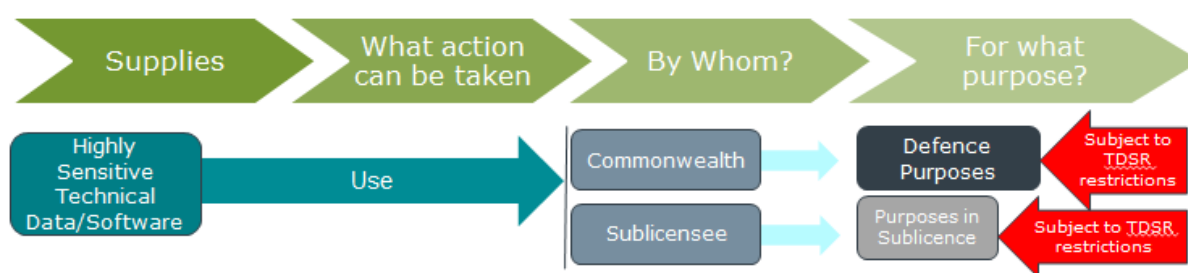 Supplies
What action
can be taken
By Whom?
For what
purpose?
Highly
Sensitive
Technical
Data/Software
Use
Commonwealth
Defence
Purposes
Subject to
TDSR
restrictions
Sublicensee
Purposes in
Sublicence
Subject to TDSR
restrictions